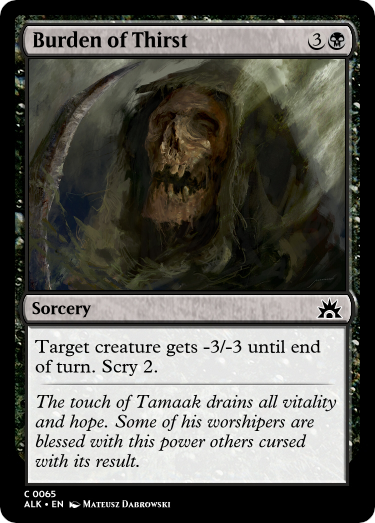 Burden of Thirst 3
Sorcery
Target creature gets -3/-3 until end
of turn. Scry 2.
The touch of Tamaak drains all vitality
and hope. Some of his worshipers are
blessed with this power others cursed
with its result.
C 0065
ALK • EN Mateusz Dabrowski